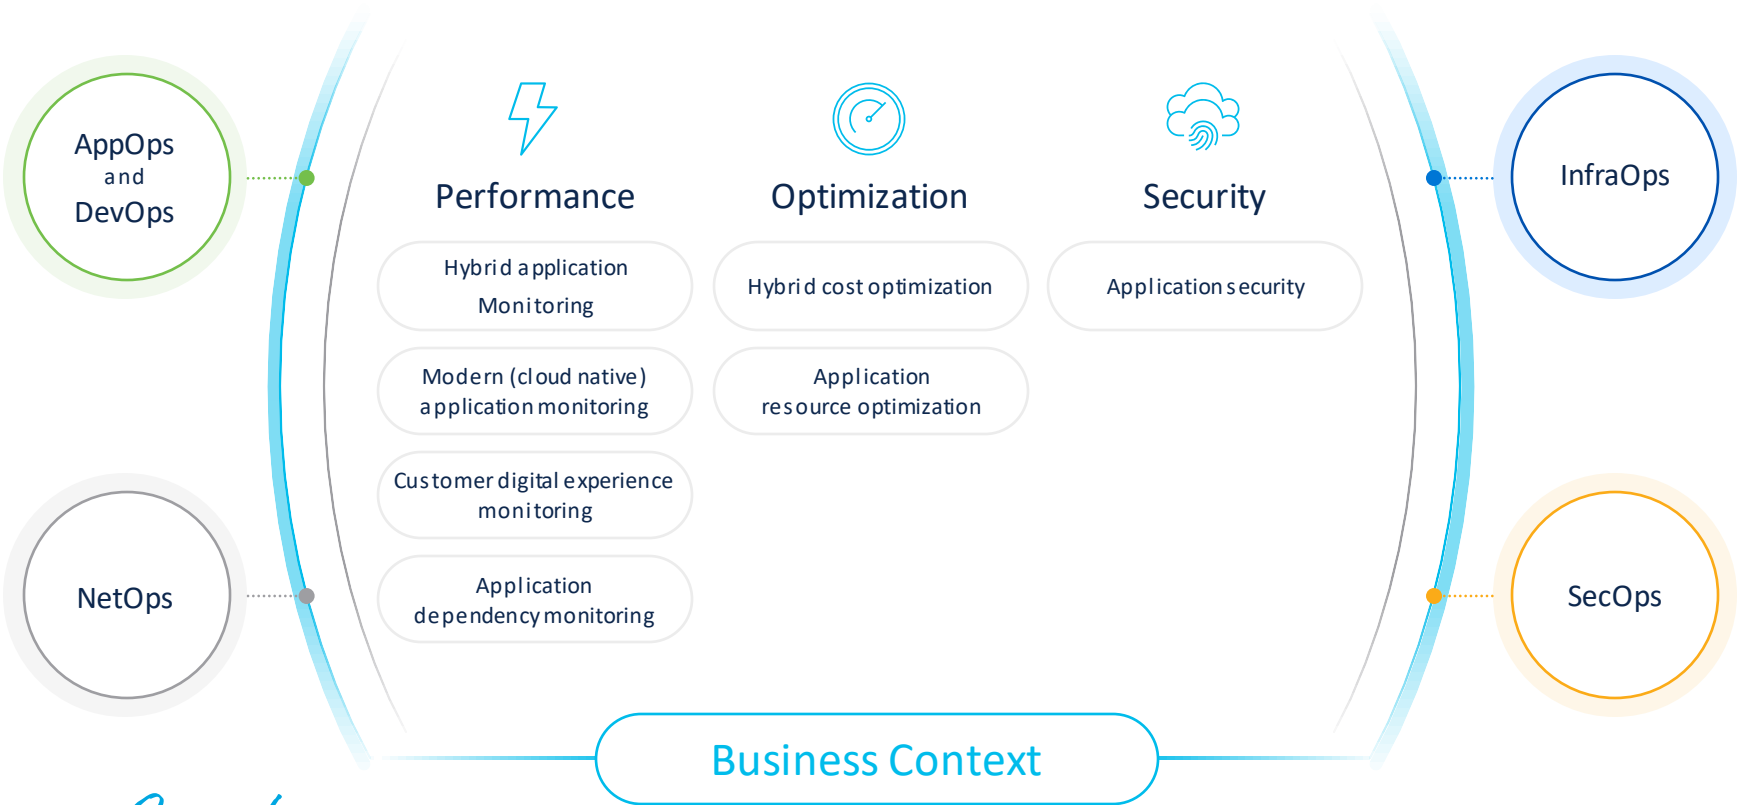 AppOps
and
DevOps
NetOps
Performance
Hybrid application
Monitoring
Modern (cloud native)
application monitoring
Customer digital experience
monitoring
Application
dependency monitoring
Optimization
Hybrid cost optimization
Application
resource optimization
Security
Application security
InfraOps
SecOps
Business Context